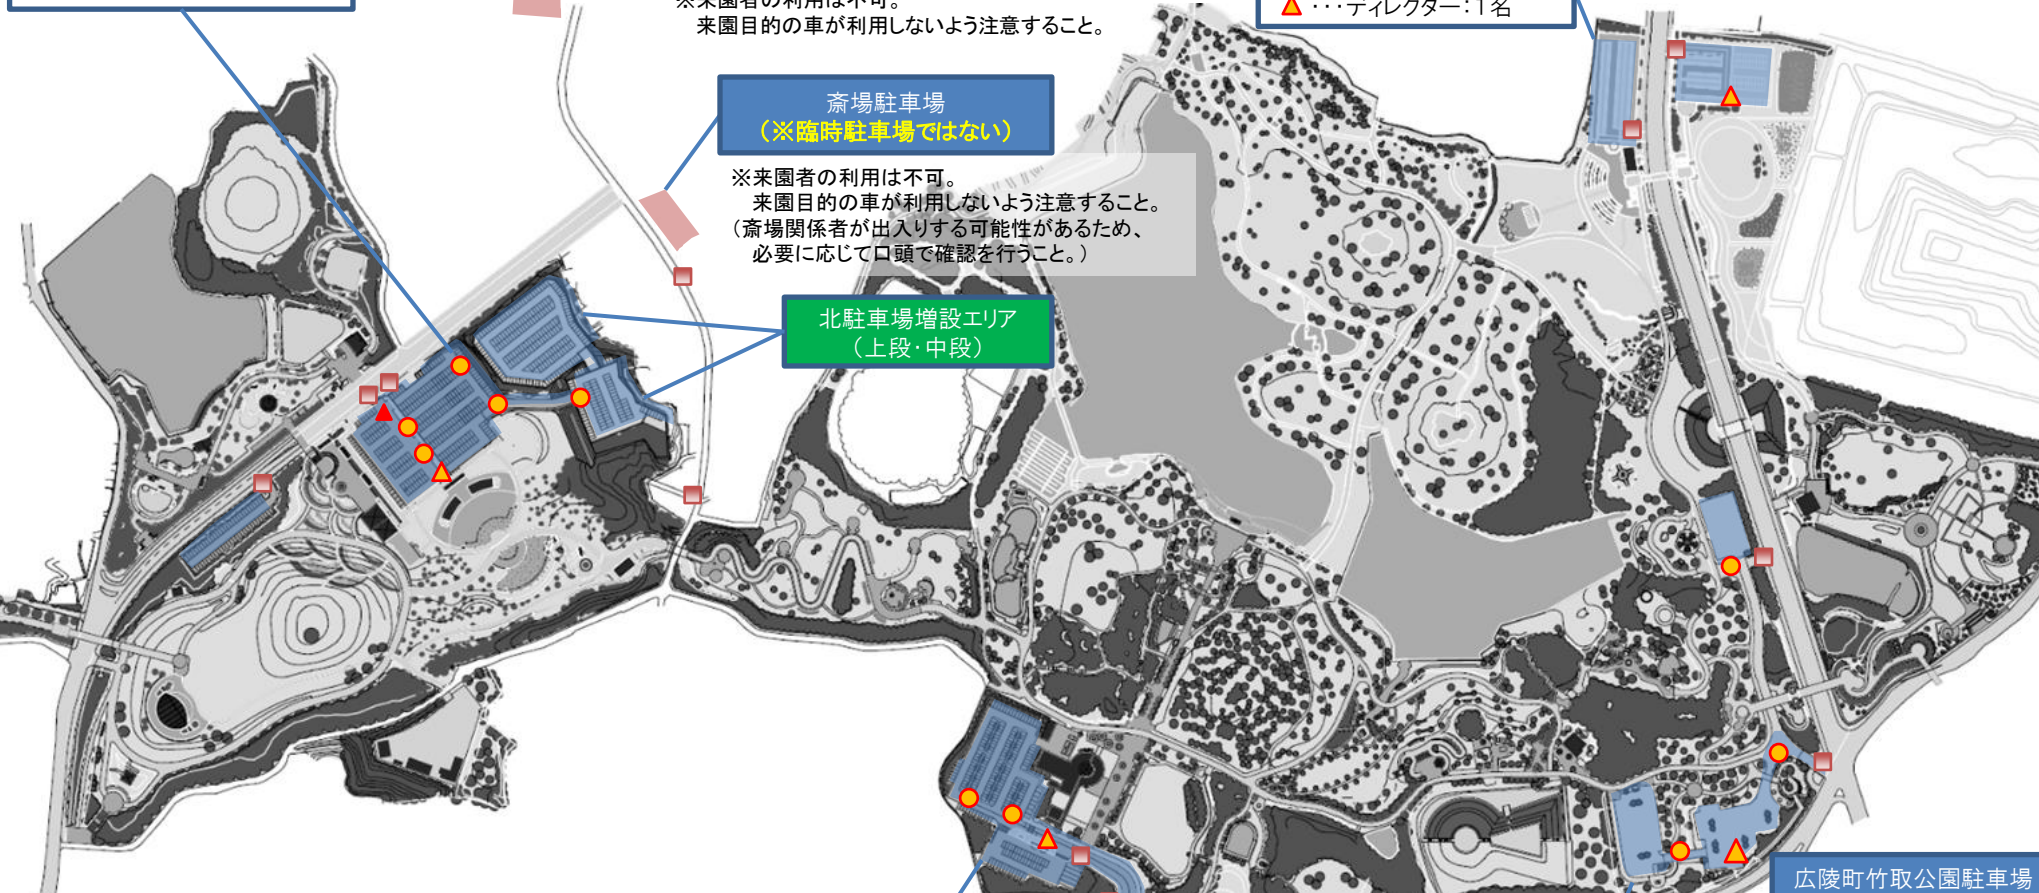 ※来園者の利用は不可。
来園目的の車が利用しないよう注意すること。
▲・・・ディレクター：1名
斎場駐車場
（※臨時駐車場ではない）
※来園者の利用は不可。
来園目的の車が利用しないよう注意すること。
（斎場関係者が出入りする可能性があるため、
必要に応じて口頭で確認を行うこと。）
北駐車場増設エリア
（上段・中段）
広陵町竹取公園駐車場